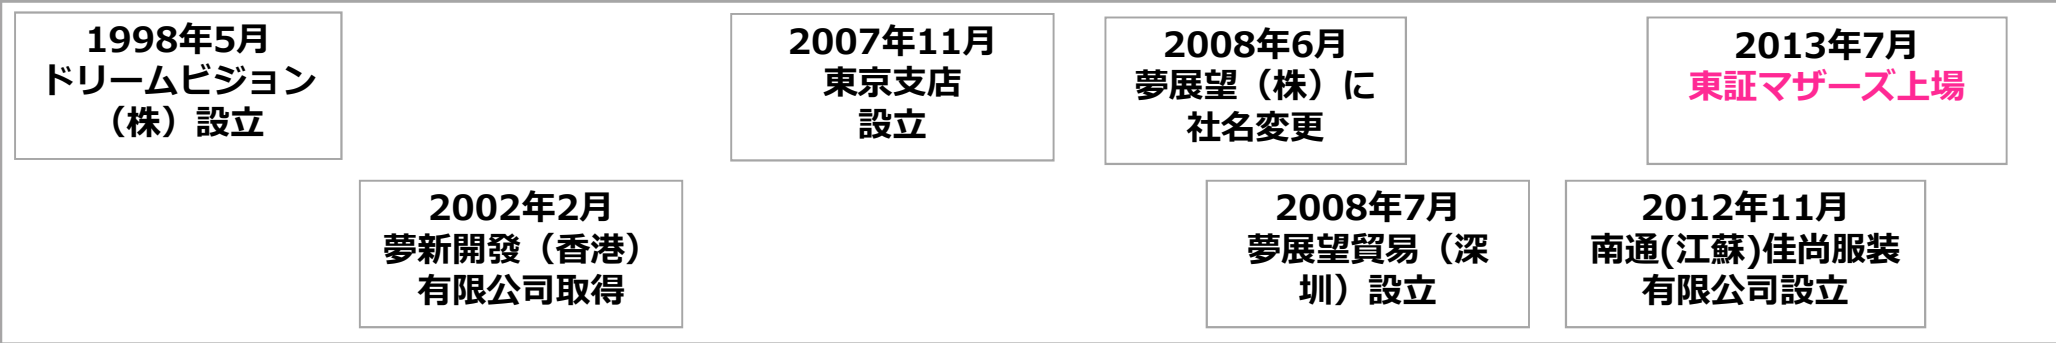 1998年5月
ドリームビジョン
（株）設立
2002年2月
夢新開發（香港）
有限公司取得
2007年11月
東京支店
設立
2008年6月
夢展望（株）に
社名変更
2008年7月
夢展望貿易（深
圳）設立
2012年11月
南通(江蘇)佳尚服装
有限公司設立
2013年7月
東証マザーズ上場